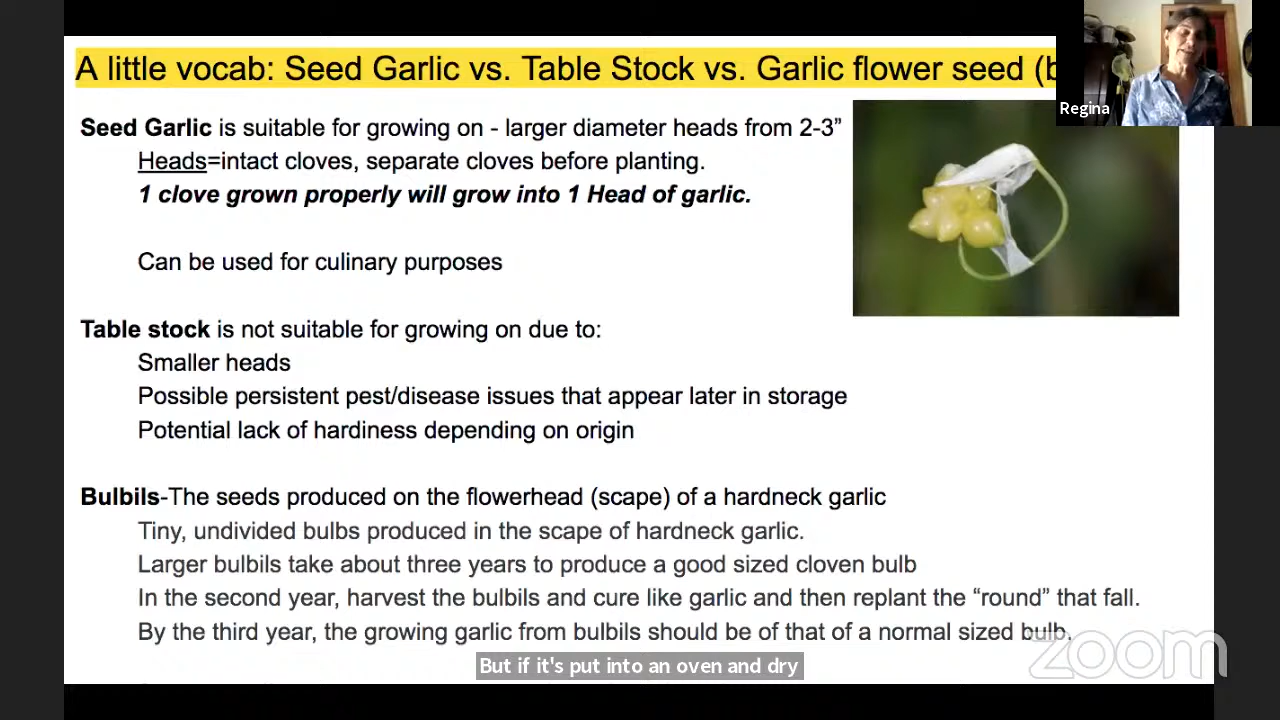 A little vocab: Seed Garlic vs. Table Stock vs. Garlic flower seed (b
Regina
Seed Garlic is suitable for growing on - larger diameter heads from 2-3”
Heads=intact cloves, separate cloves before planting.
1 clove grown properly will grow into 1 Head of garlic.
Can be used for culinary purposes
Table stock is not suitable for growing on due to:
Smaller heads
Possible persistent pest/disease issues that appear later in storage
Potential lack of hardiness depending on origin
Bulbils-The seeds produced on the flowerhead (scape) of a hardneck garlic
Tiny, undivided bulbs produced in the scape of hardneck garlic.
Larger bulbils take about three years to produce a good sized cloven bulb
In the second year, harvest the bulbils and cure like garlic and then replant the “round” that fall.
By the third year, the growing garlic from bulbils should be of that of a normal sized bulb.
But if it's put into an oven and dry
zoom